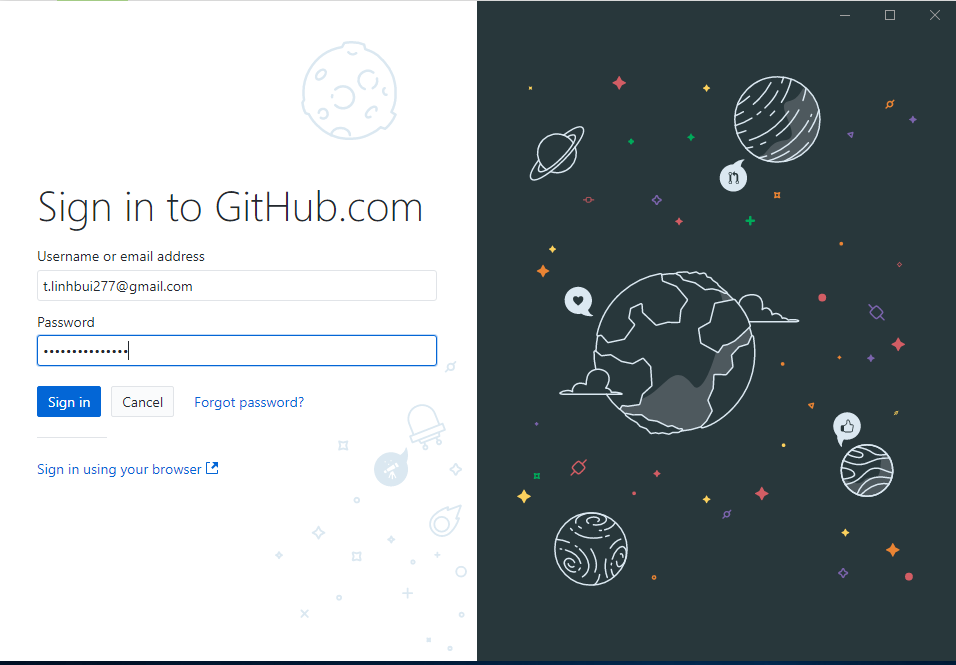 Sign in to GitHub.com
Username or email address
t.linhbui277@gmail.com
Password
•••••••••••••••
Sign in Cancel Forgot password?
Sign in using your browser